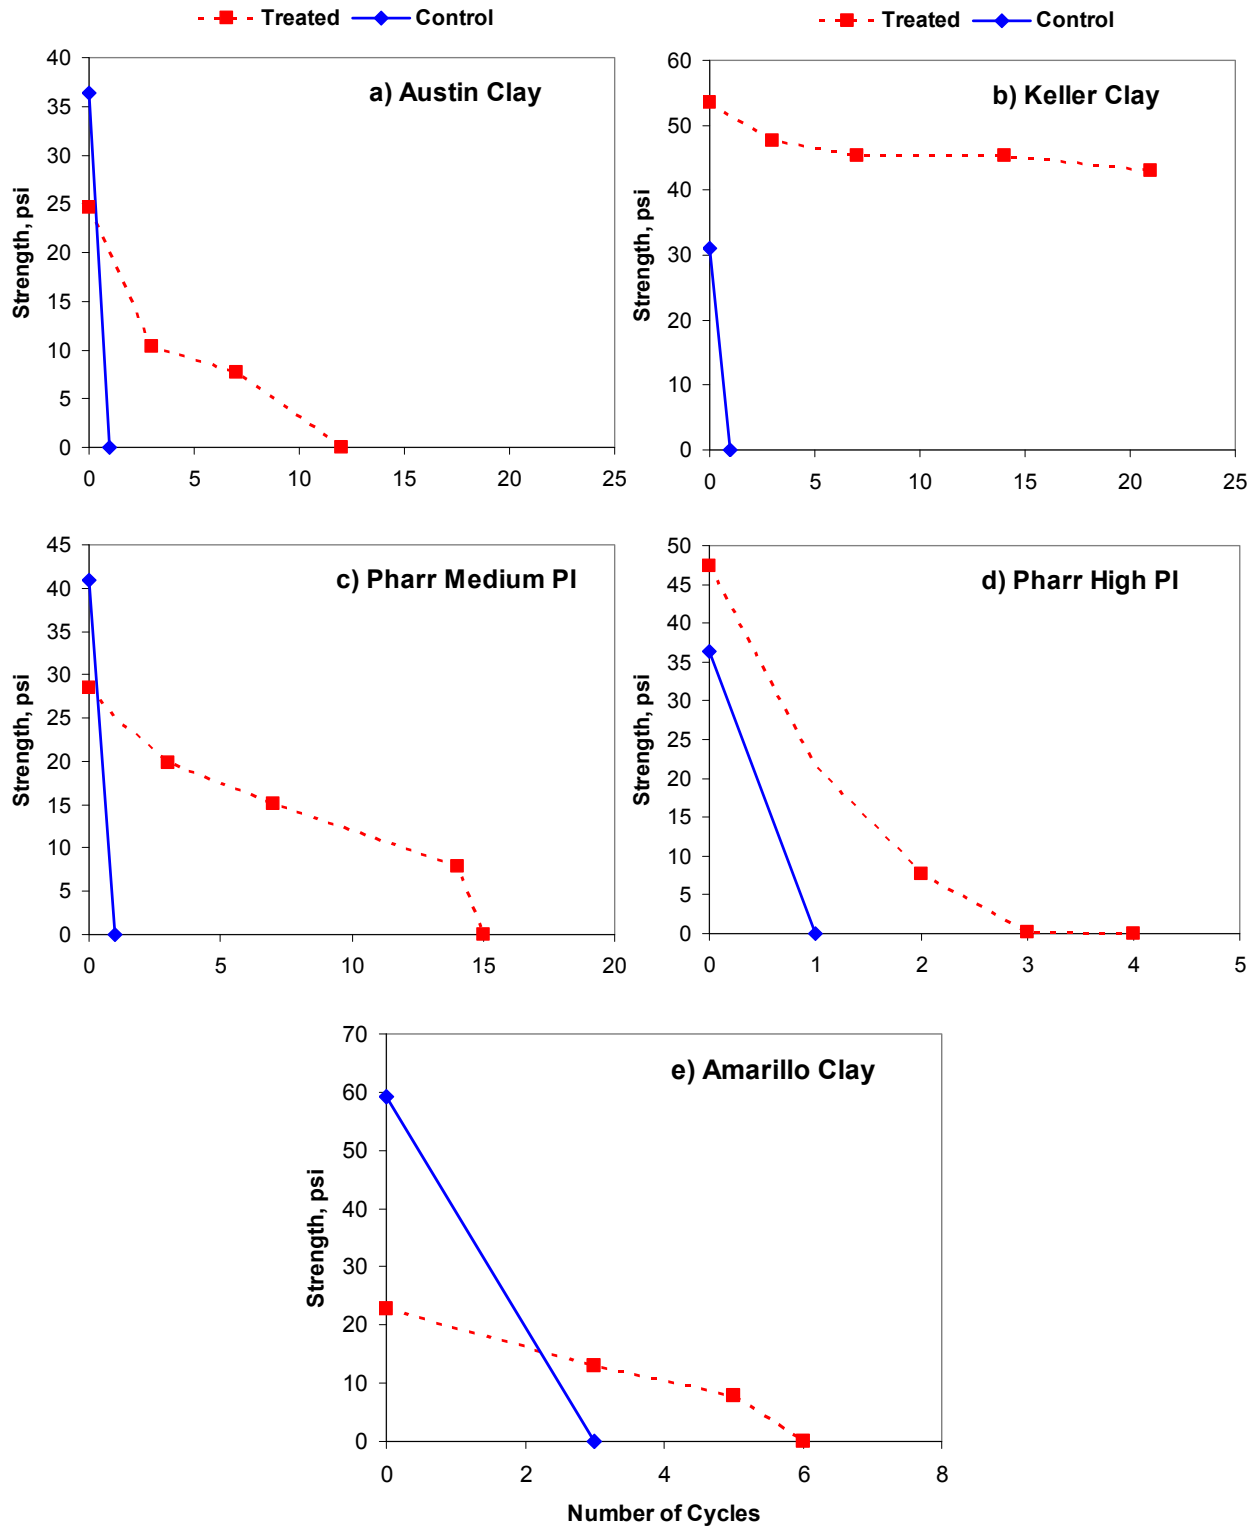 Treated Control
Treated Control
a) Austin Clay
Strength, psi
40
35
30
25
20
15
10
5
0
0 5 10 15 20 25
b) Keller Clay
Strength, psi
60
50
40
30
20
10
0
0 5 10 15 20 25
c) Pharr Medium PI
Strength, psi
45
40
35
30
25
20
15
10
5
0
0 5 10 15 20
d) Pharr High PI
Strength, psi
50
45
40
35
30
25
20
15
10
5
0
0 1 2 3 4 5
e) Amarillo Clay
Strength, psi
70
60
50
40
30
20
10
0
0 2 4 6 8
Number of Cycles